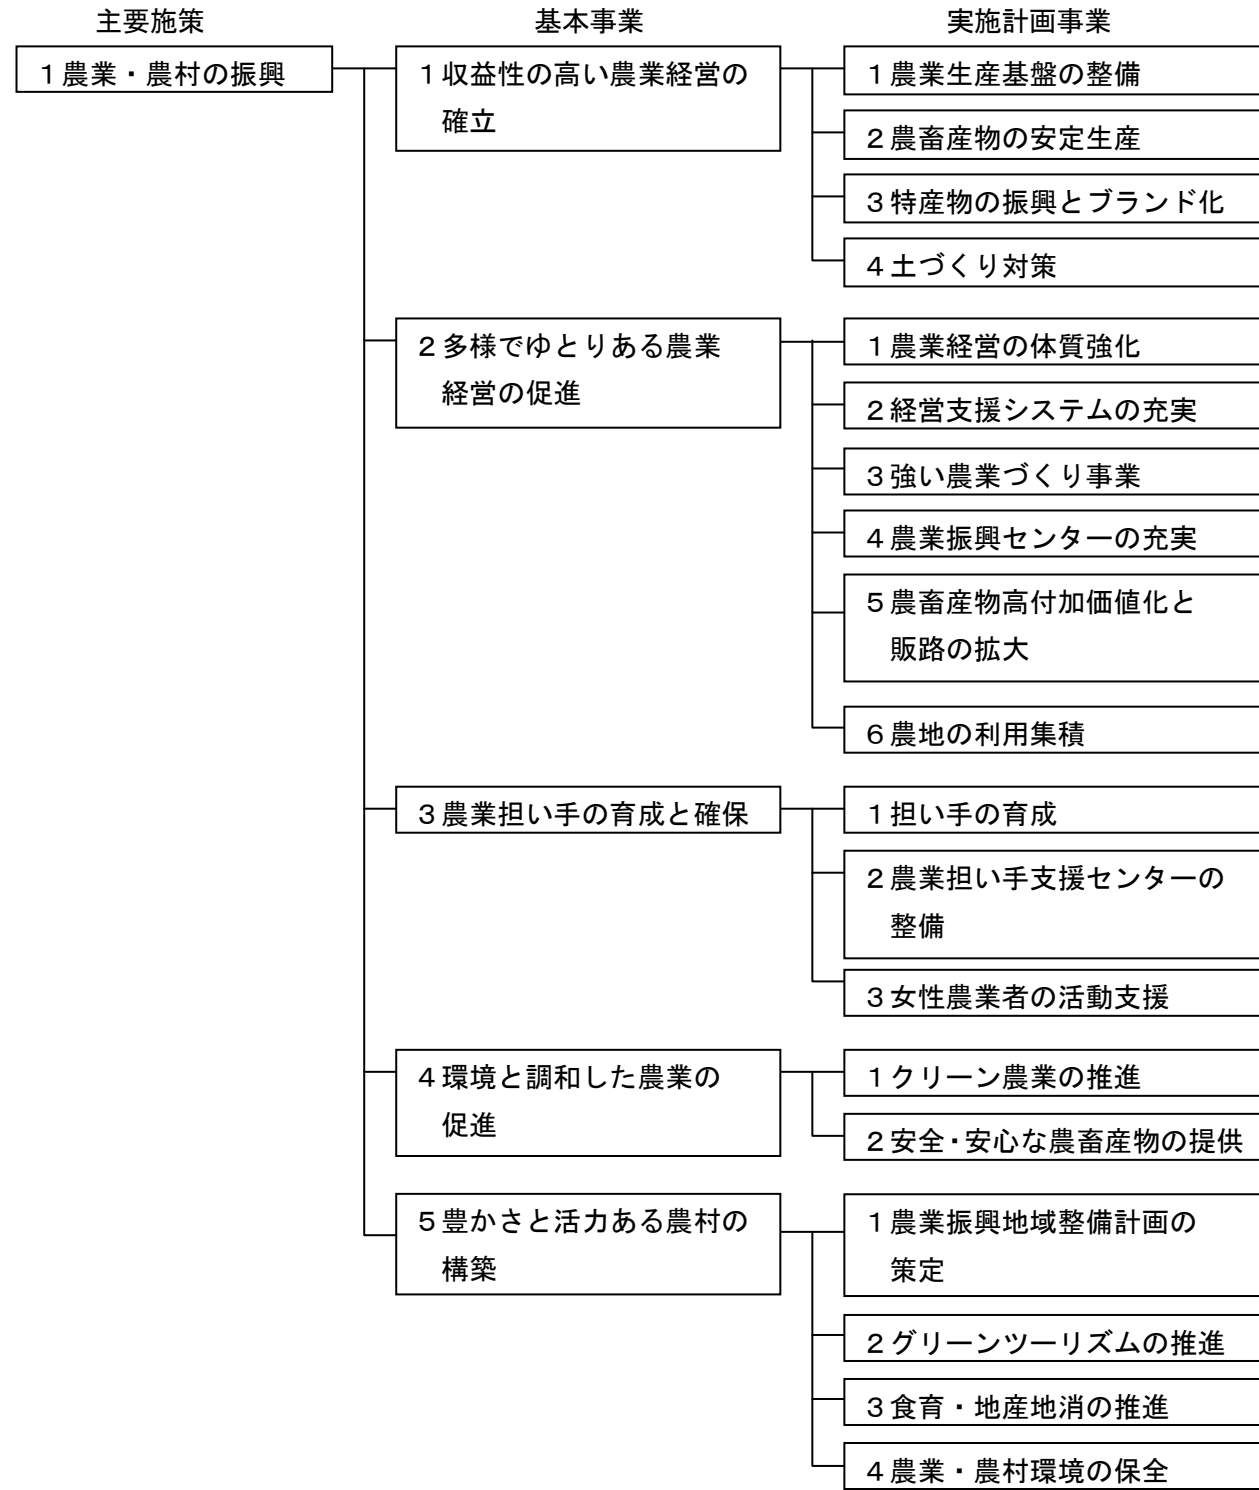 主要施策
基本事業
実施計画事業
1農業・農村の振興
1収益性の高い農業経営の
確立
1農業生産基盤の整備
2農畜産物の安定生産
3特産物の振興とブランド化
4土づくり対策
2多様でゆとりある農業
経営の促進
1農業経営の体質強化
2経営支援システムの充実
3強い農業づくり事業
4農業振興センターの充実
5農畜産物高付加価値化と
販路の拡大
6農地の利用集積
3農業担い手の育成と確保
1担い手の育成
2農業担い手支援センターの
整備
3女性農業者の活動支援
4環境と調和した農業の
促進
1クリーン農業の推進
2安全・安心な農畜産物の提供
5豊かさと活力ある農村の
構築
1農業振興地域整備計画の
策定
2グリーンツーリズムの推進
3食育・地産地消の推進
4農業・農村環境の保全